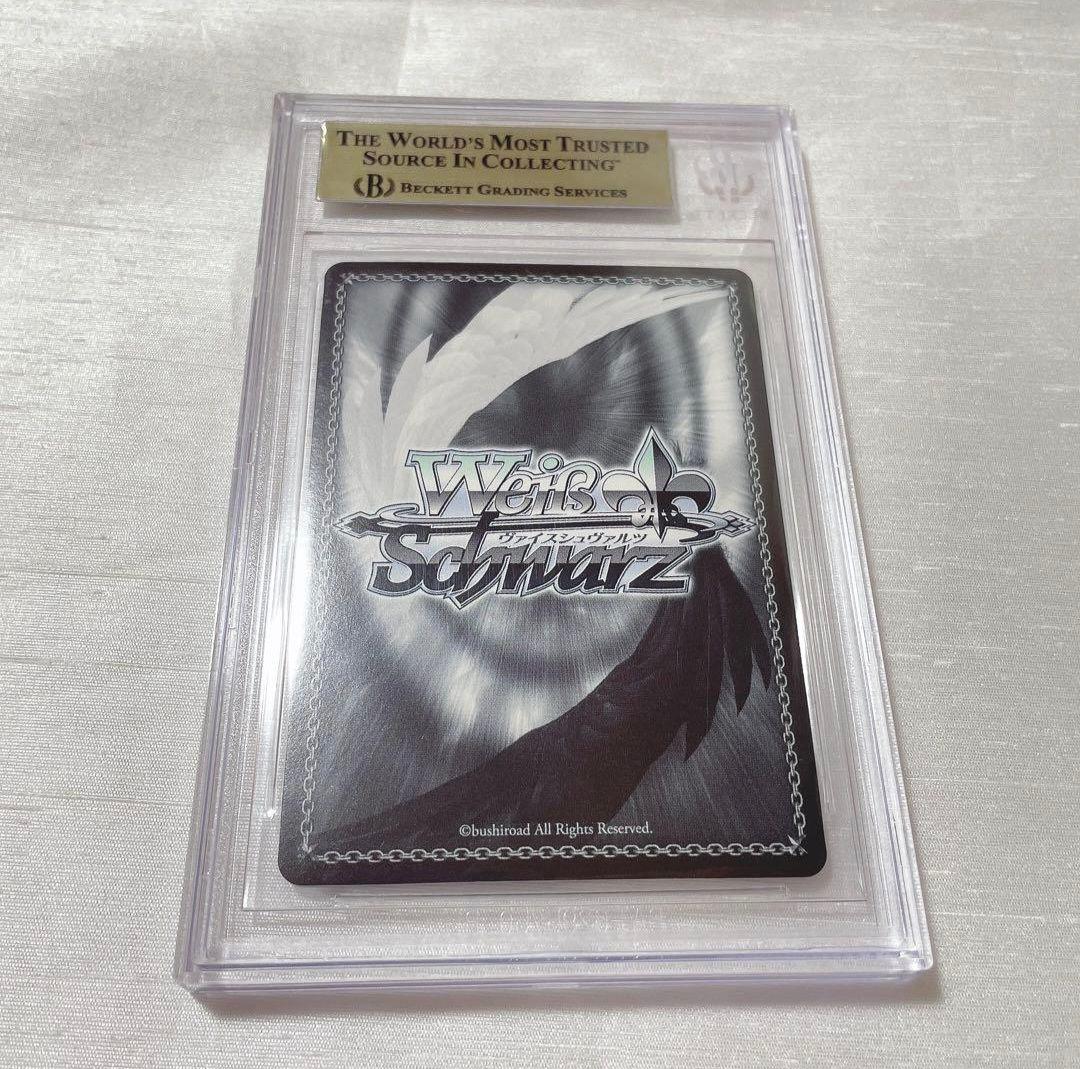 THE WORLD'S MOST TRUSTED
SOURCE IN COLLECTING™
B BECKETT GRADING SERVICES
Weiß
ヴァイスシュヴァルツ
Schwarz
©bushiroad All Rights Reserved.